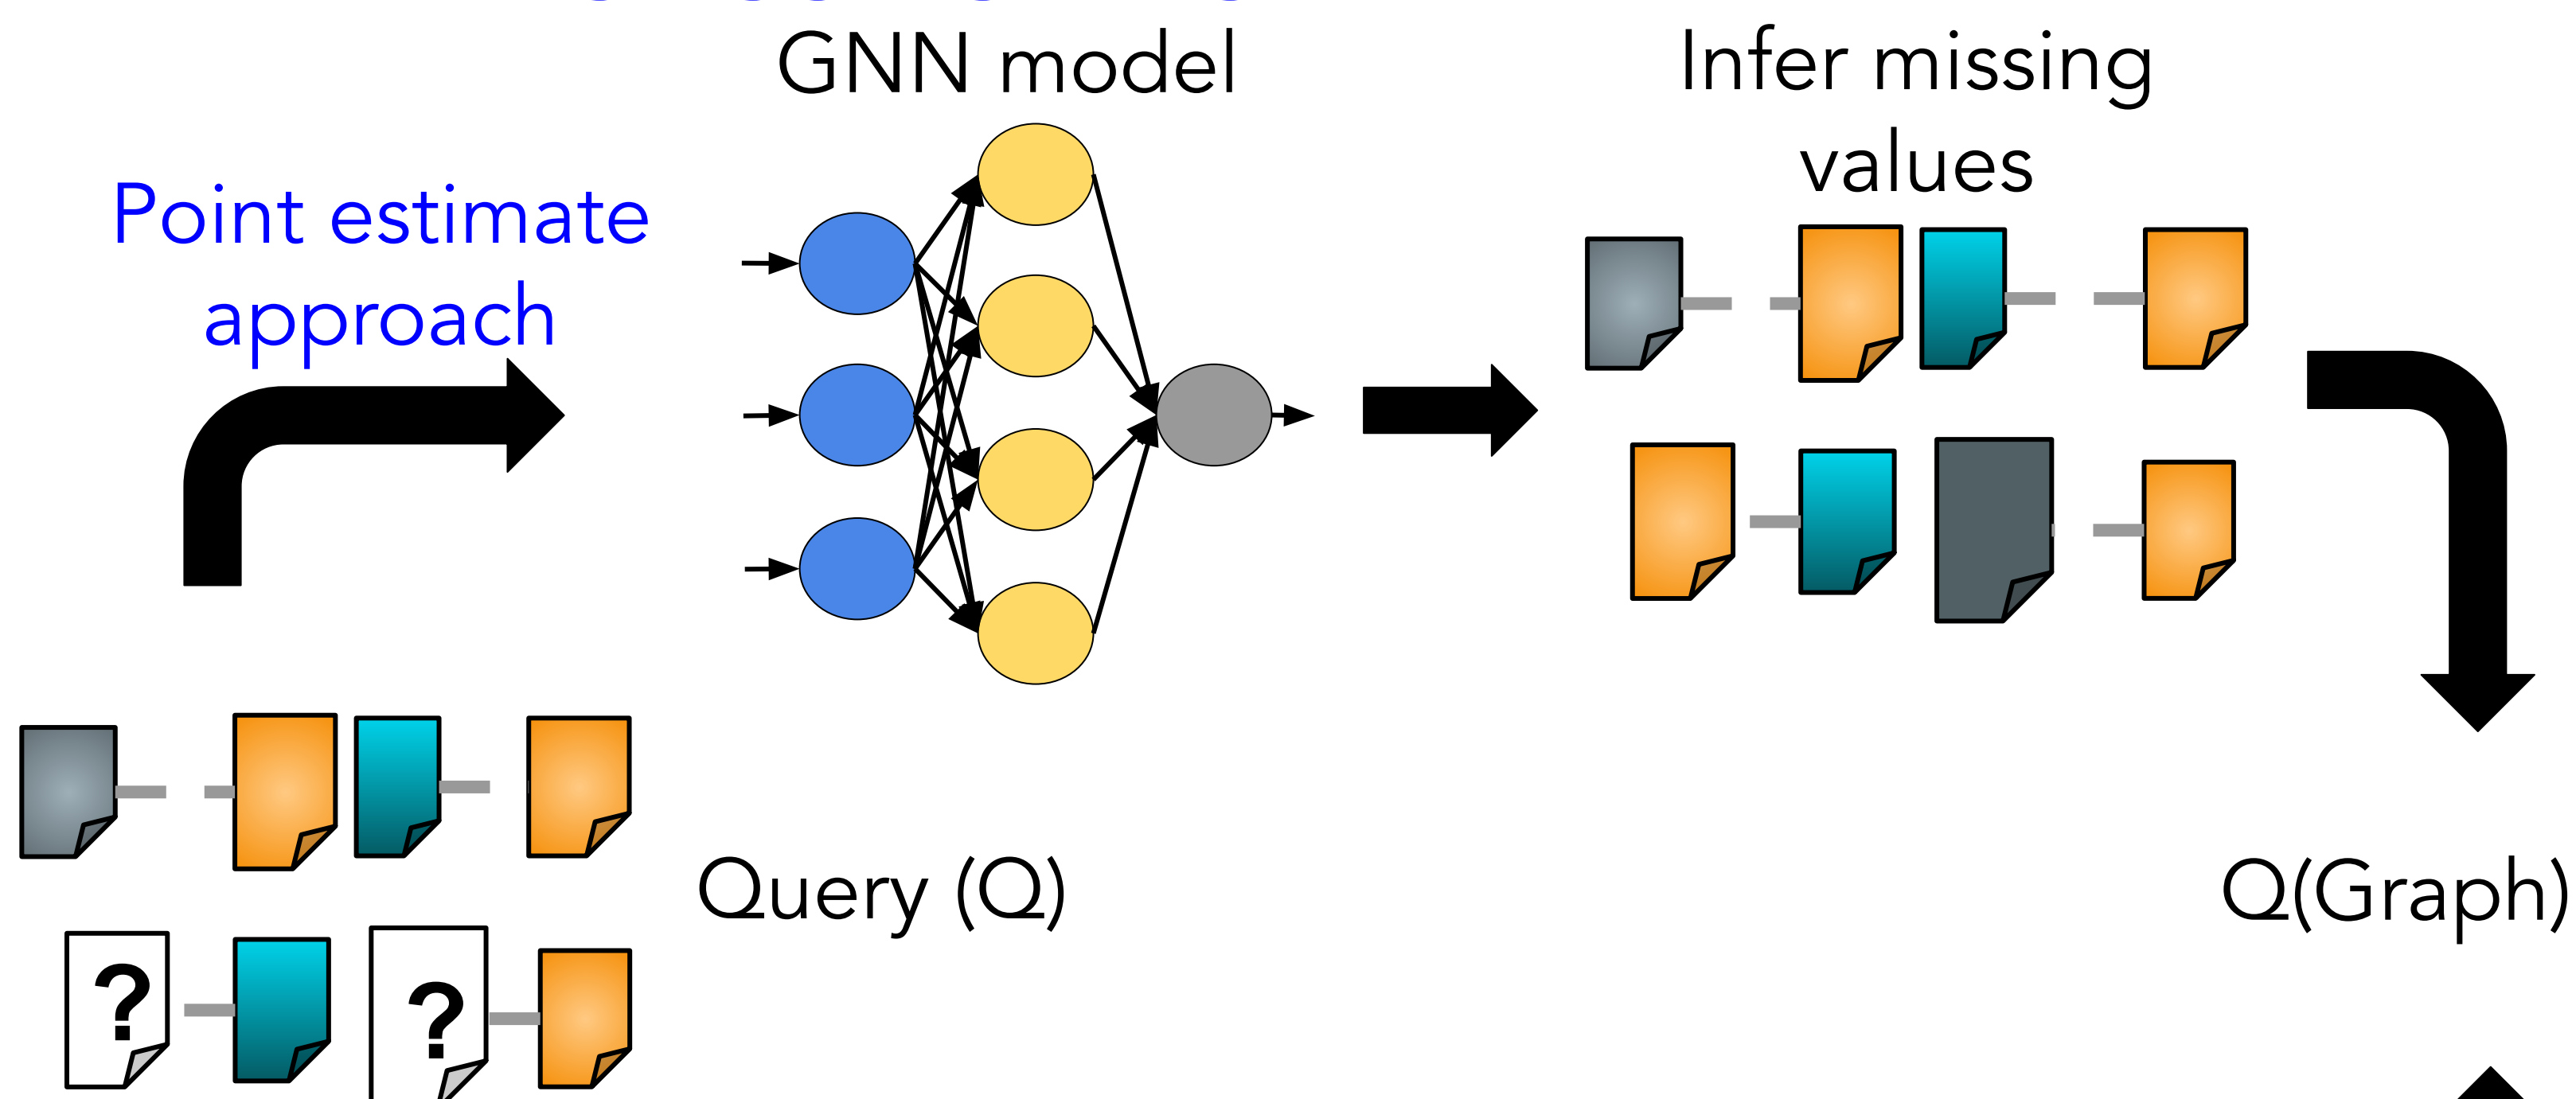 GNN model
Infer missing
values
Point estimate
approach
Query (Q)
Q(Graph)
?
?